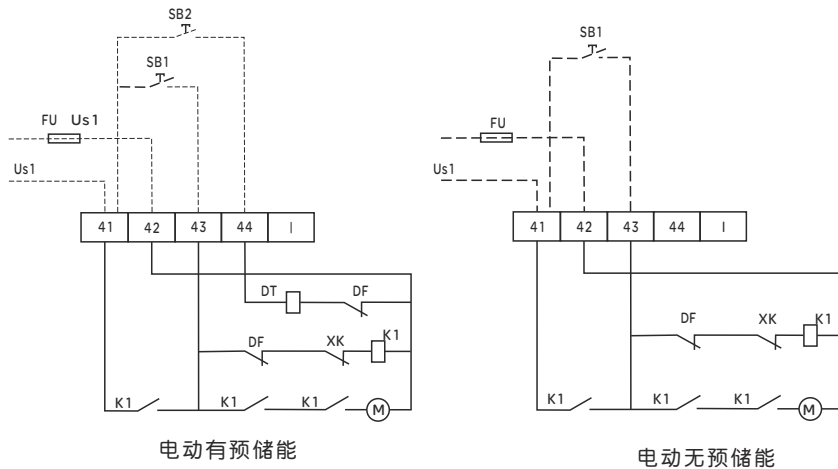 SB2
SB1
FU Us1
Us1
41 42 43 44 I
DT DF
DF XK K1
K1 K1 K1 M
电动有预储能
SB1
FU
Us1
41 42 43 44 I
DF XK K1
K1 K1 K1 M
电动无预储能